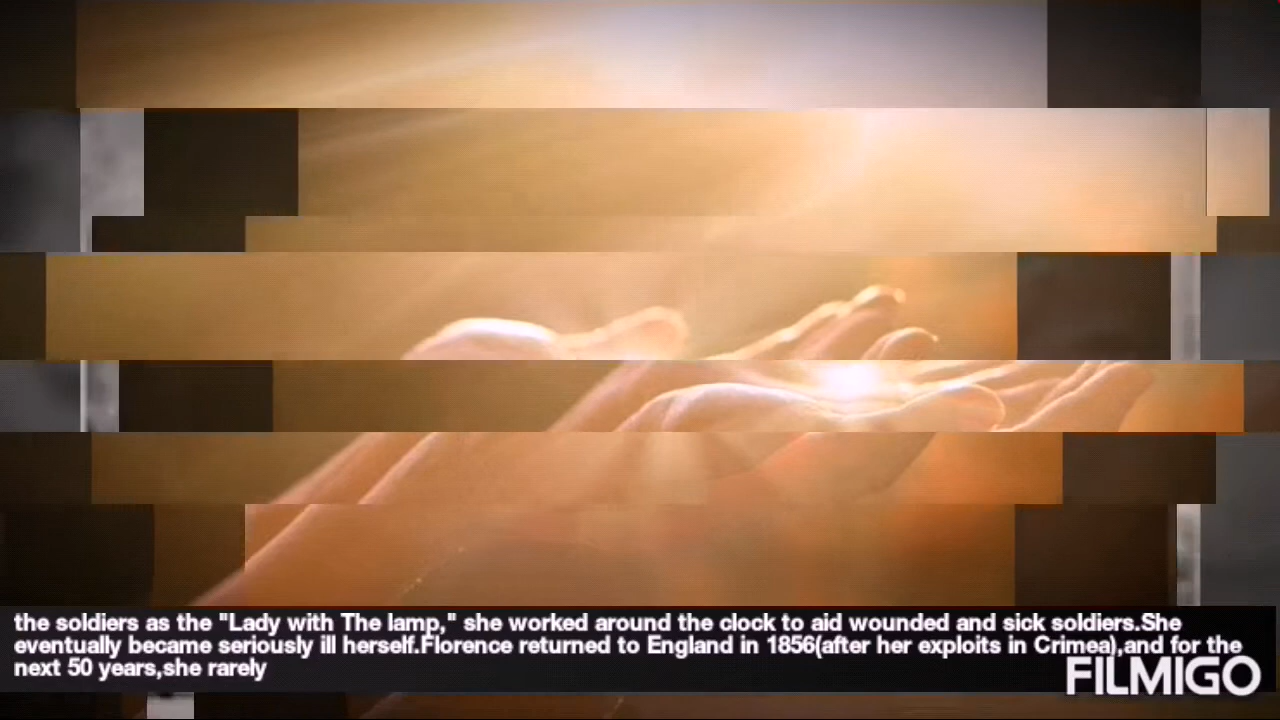 the soldiers as the "Lady with The lamp," she worked around the clock to aid wounded and sick soldiers.She
eventually became seriously ill herself.Florence returned to England in 1856(after her exploits in Crimea),and for the
next 50 years,she rarely
FILMIGO